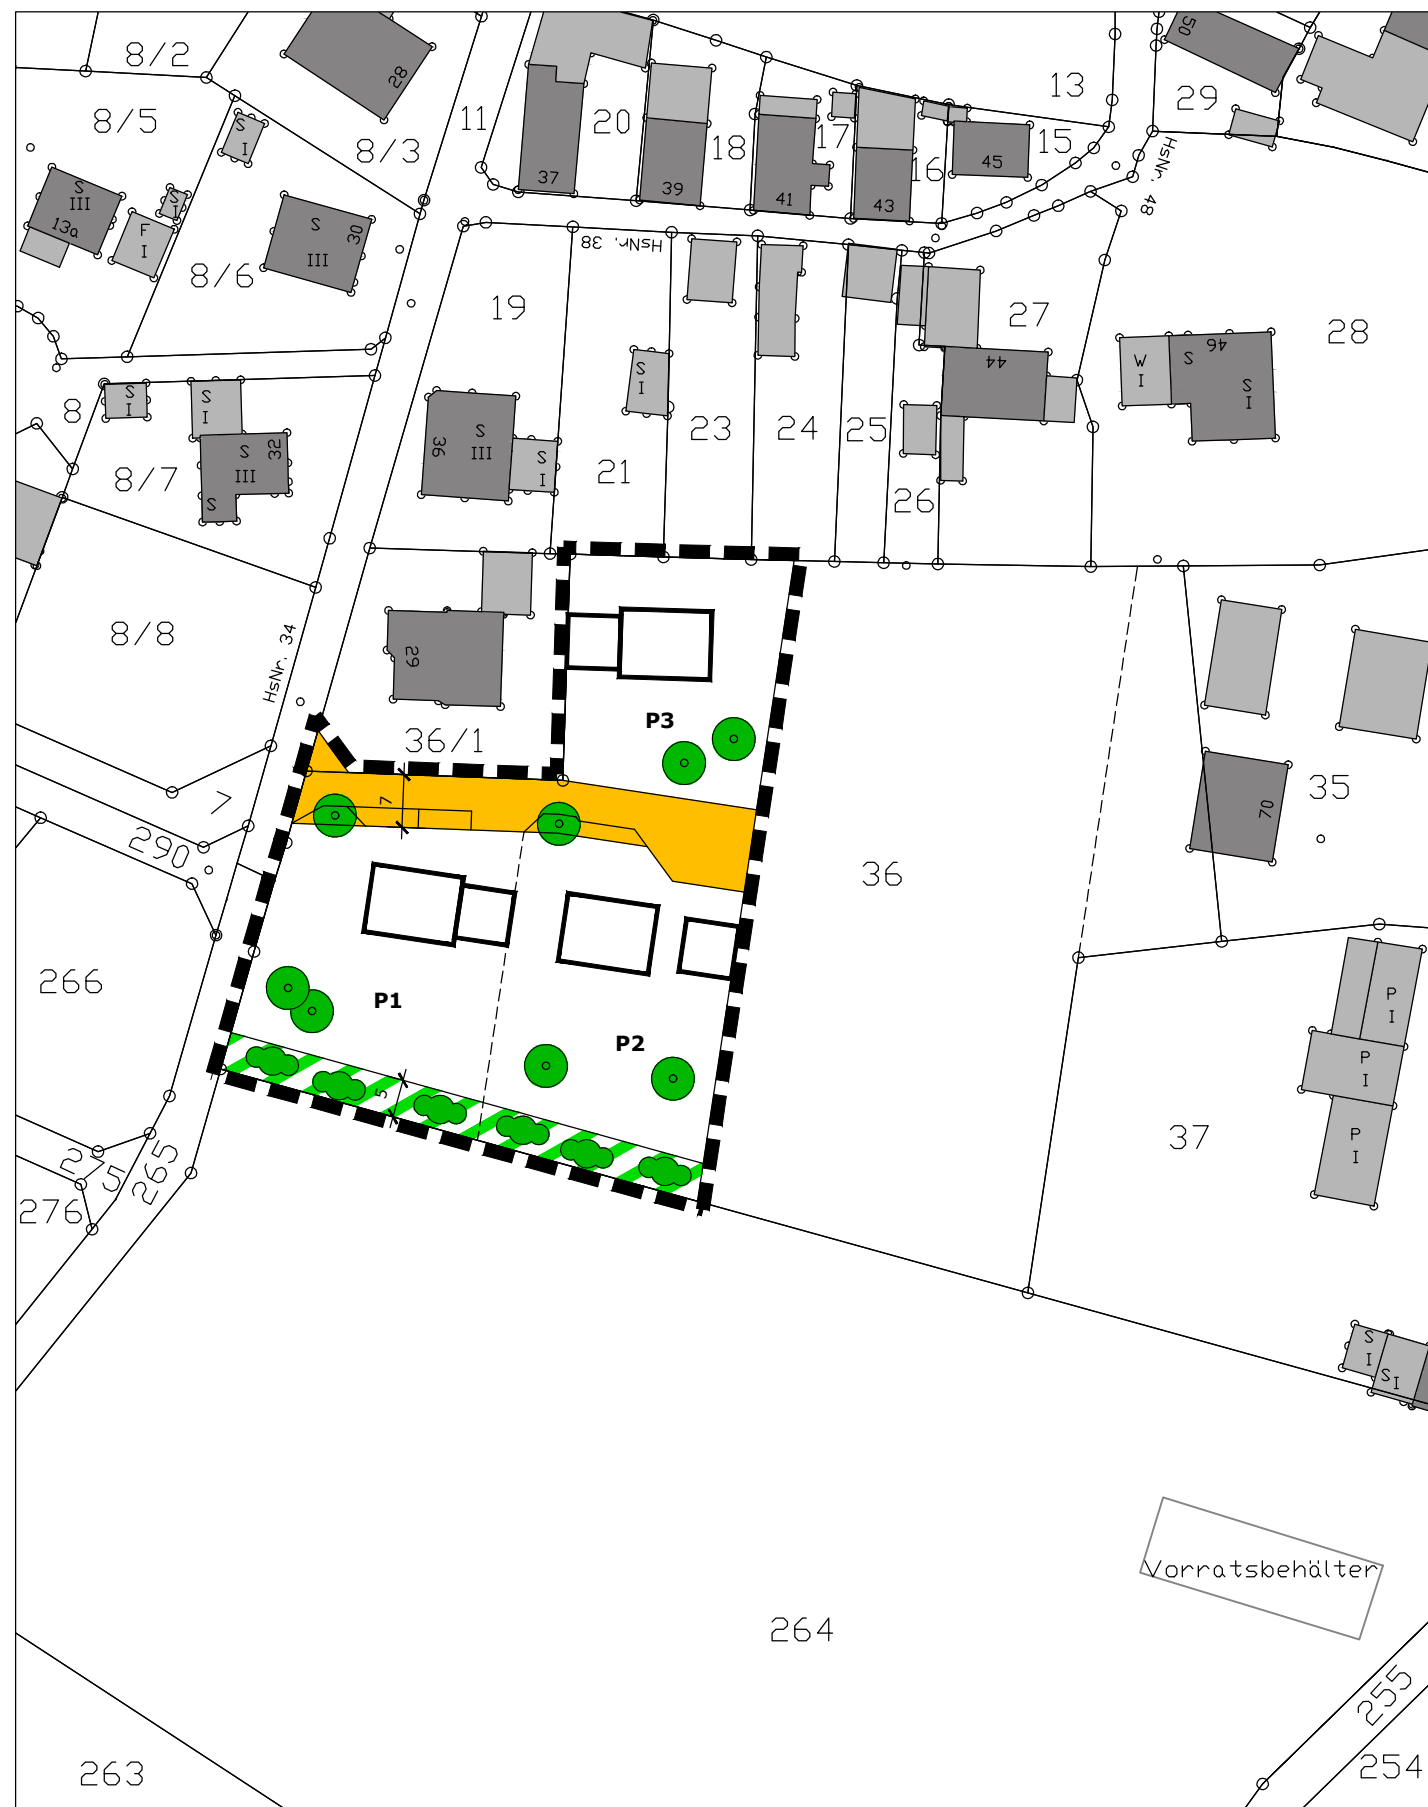 8/2
28
8/5
S
I
8/3
11
20
37
39
18
41
17
43
16
45
15
13
50
29
HsNr. 48
S
III
13a
S
I
F
I
S
III
30
8/6
HsNr. 38
19
27
28
44
46
W
I
S
S
I
8
S
I
S
I
S
III
32
S
8/7
36
S
III
S
I
S
I
21
23
24
25
26
8/8
HsNr. 34
29
36/1
P3
7
7
290
35
70
36
266
P1
P2
5
P
I
P
I
P
I
37
275
265
276
S
I
S
I
Vorratsbehälter
264
255
263
254